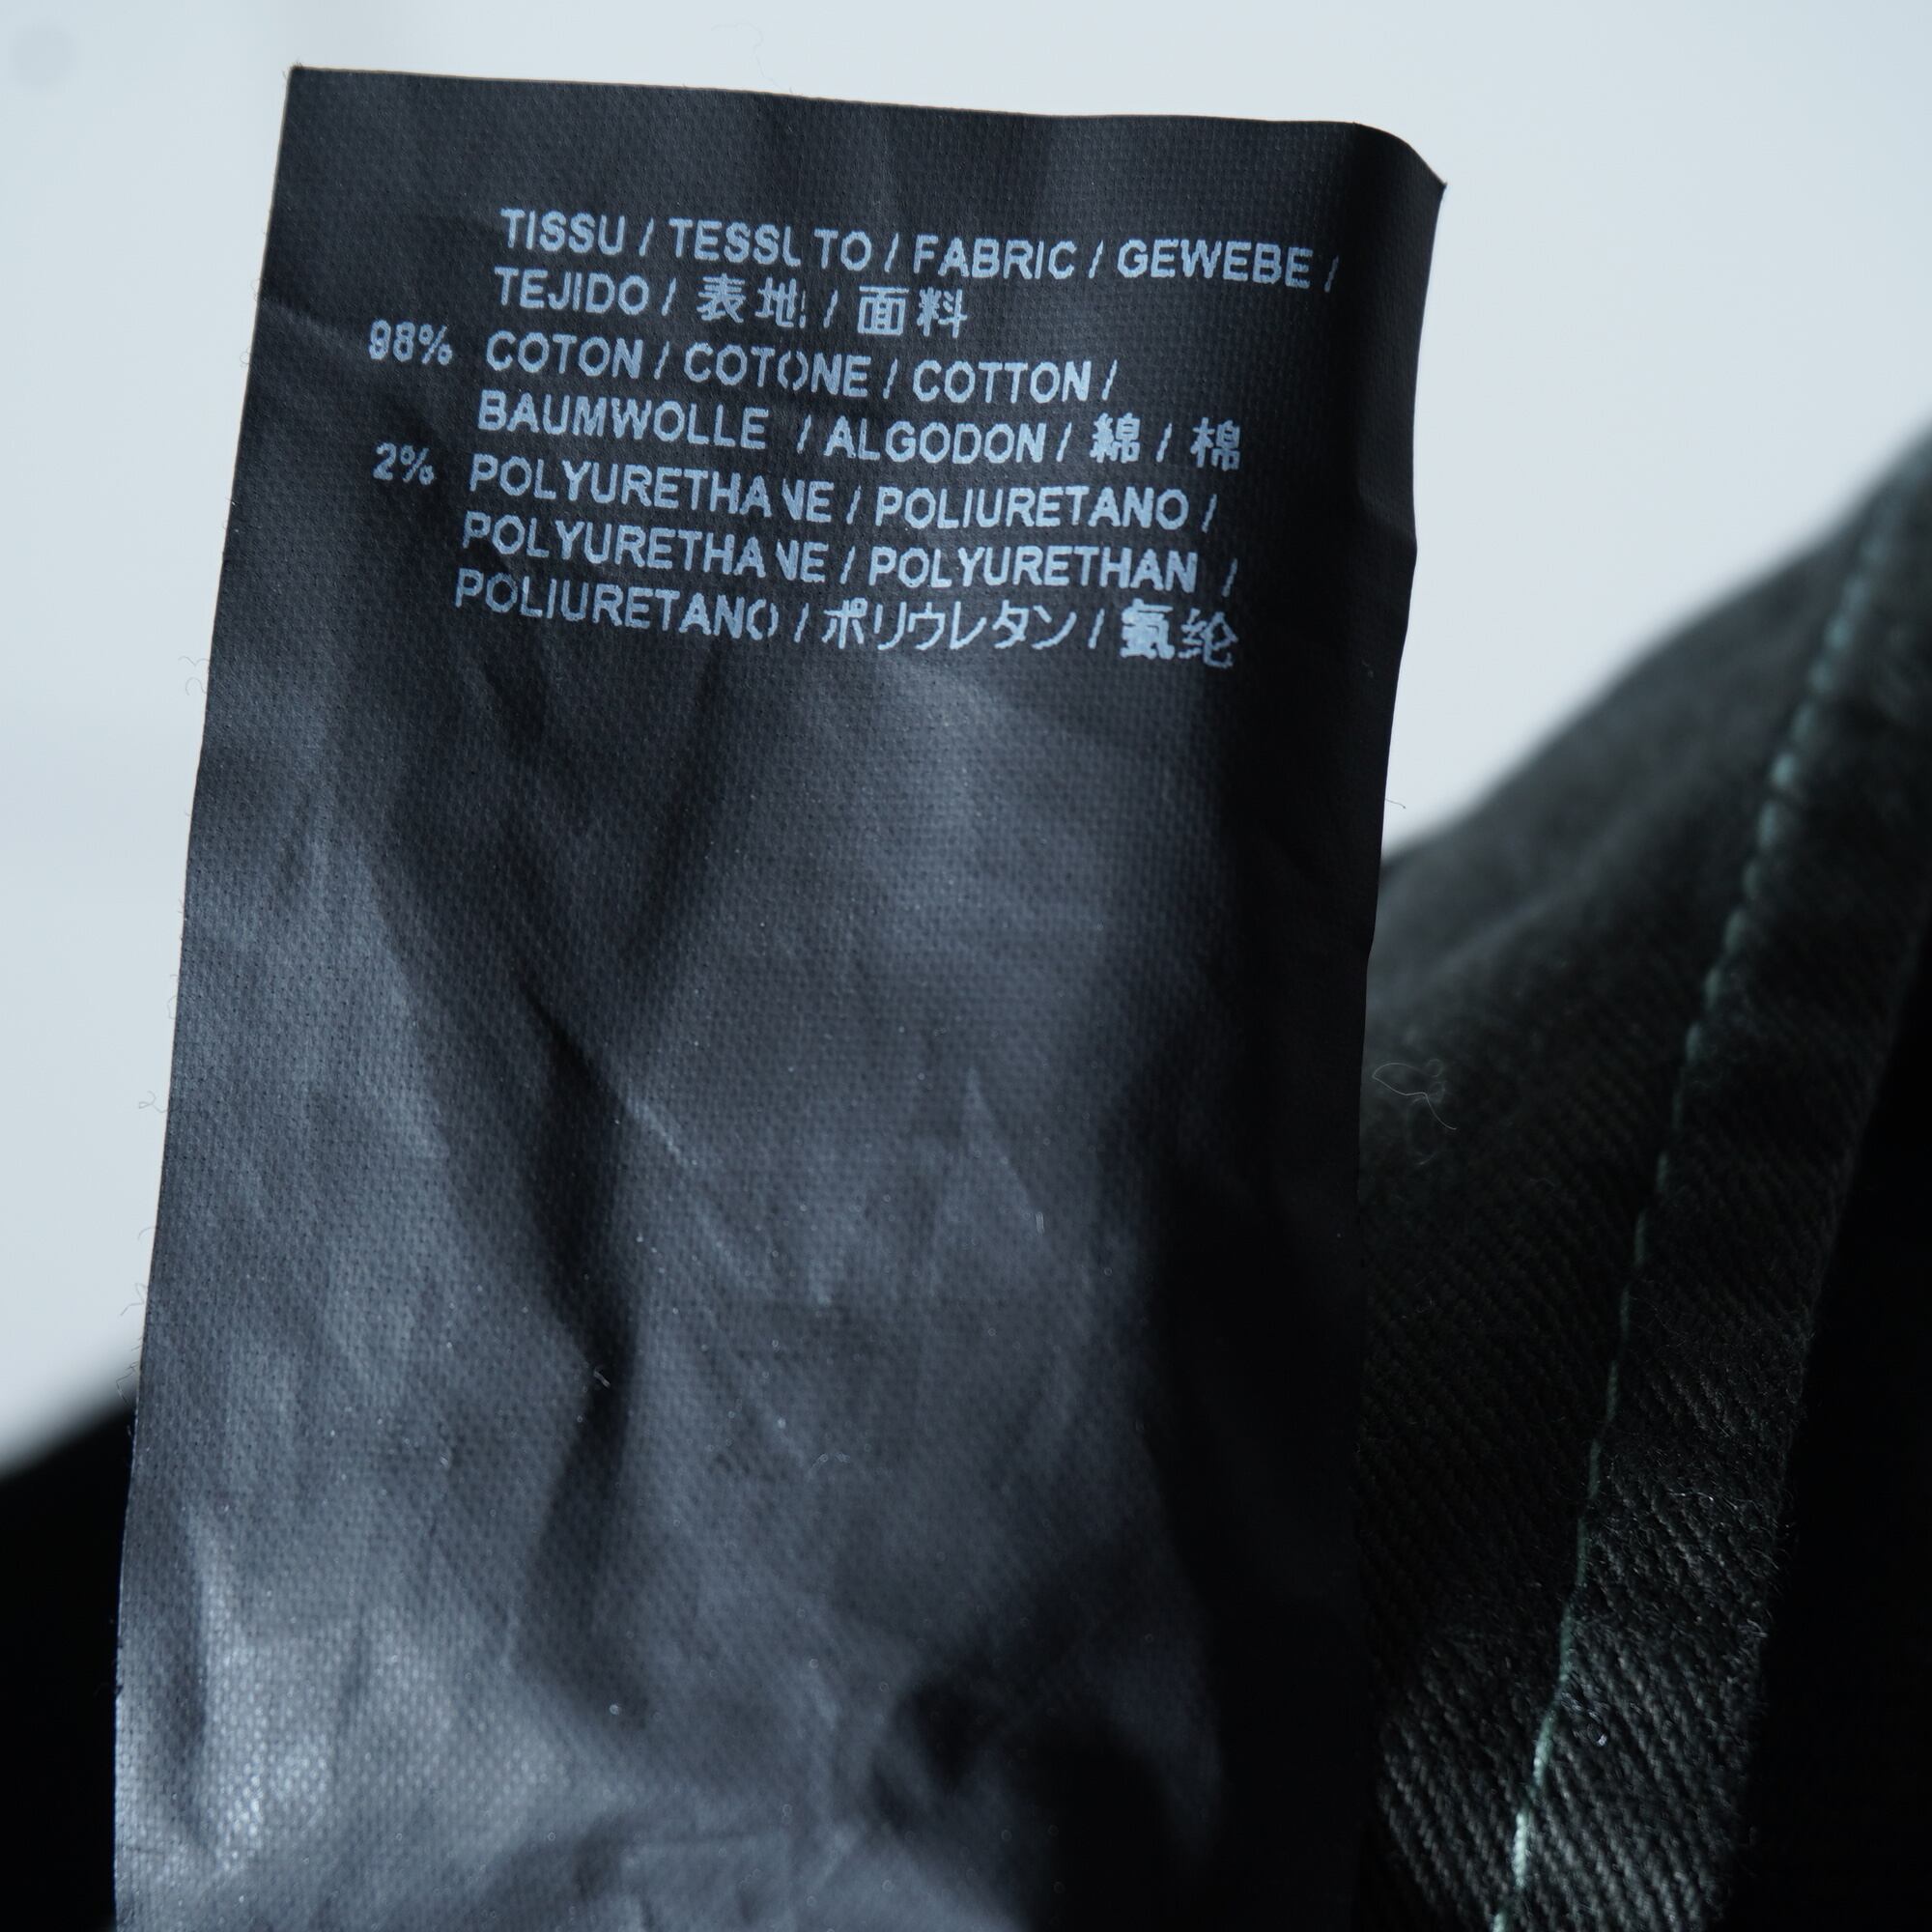 TISSU / TESSUTO / FABRIC / GEWEBE /
TEJIDO / 表地 / 面料
98% COTON / COTONE / COTTON /
BAUMWOLLE / ALGODON / 綿 / 棉
2% POLYURETHANE / POLIURETANO /
POLYURETHANE / POLYURETHAN /
POLIURETANO / ポリウレタン / 氨纶